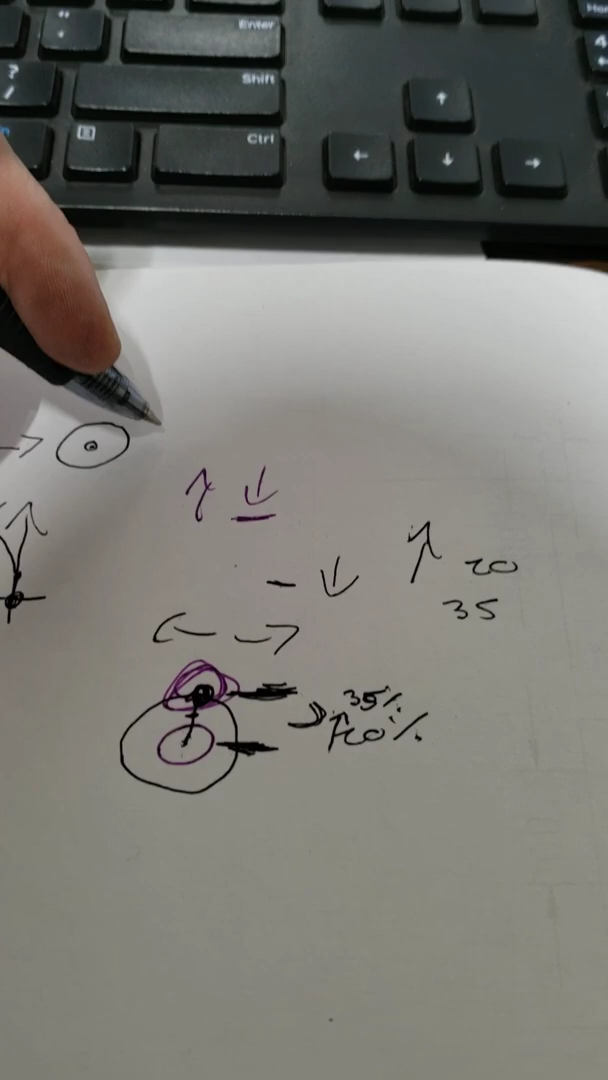 Enter
Shift
Ctrl
↑
← ↓ →
↑ ↓
- ↓ ↑ 20
35
← →
35%
↑20%